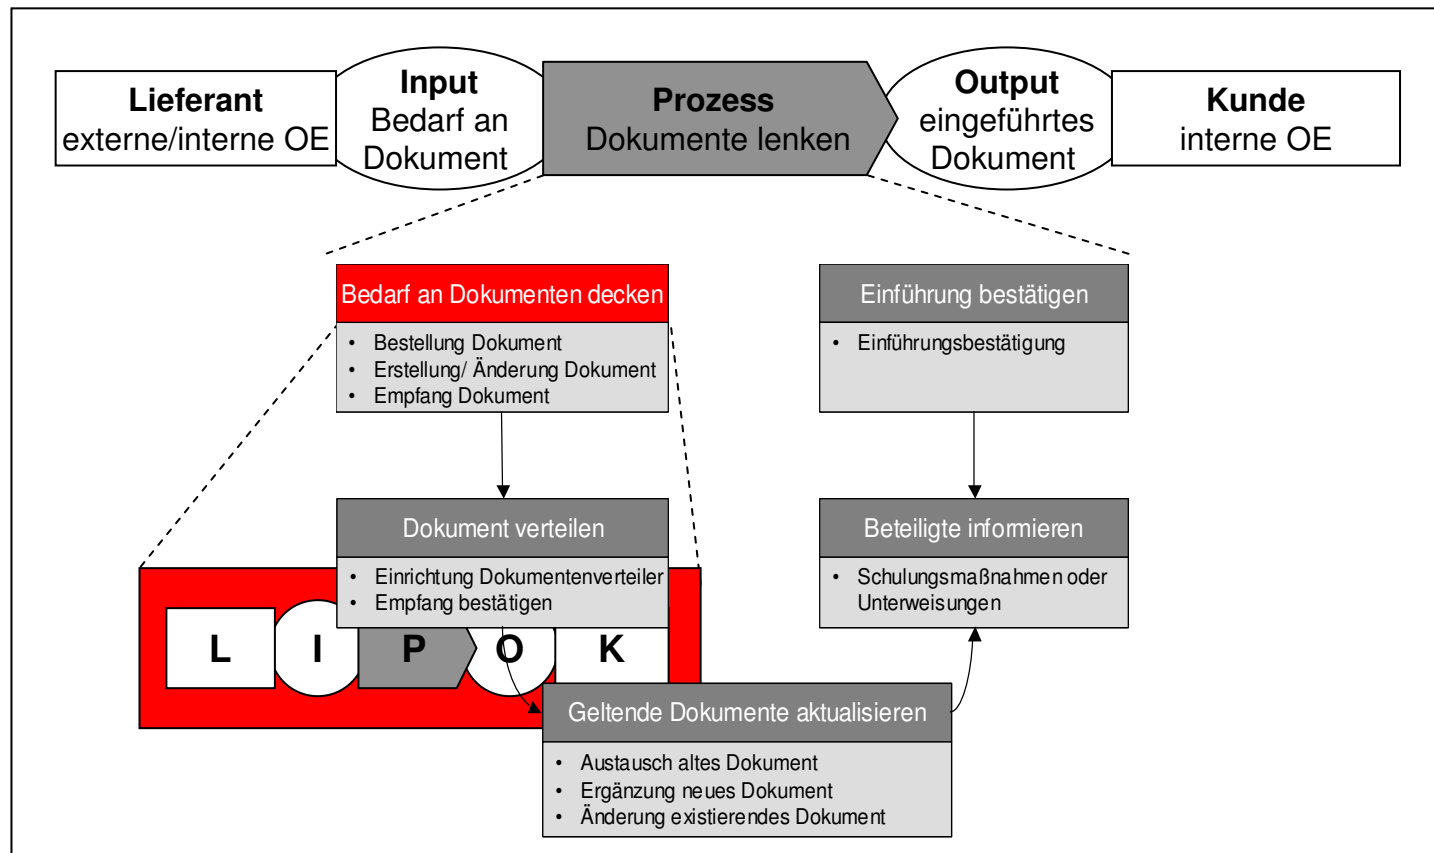 Lieferant
externe/interne OE
Input
Bedarf an
Dokument
Prozess
Dokumente lenken
Output
eingeführtes
Dokument
Kunde
interne OE
Bedarf an Dokumenten decken
• Bestellung Dokument
• Erstellung/ Änderung Dokument
• Empfang Dokument
Einführung bestätigen
• Einführungsbestätigung
Dokument verteilen
• Einrichtung Dokumentenverteiler
• Empfang bestätigen
Beteiligte informieren
• Schulungsmaßnahmen oder
Unterweisungen
L I P O K
Geltende Dokumente aktualisieren
• Austausch altes Dokument
• Ergänzung neues Dokument
• Änderung existierendes Dokument